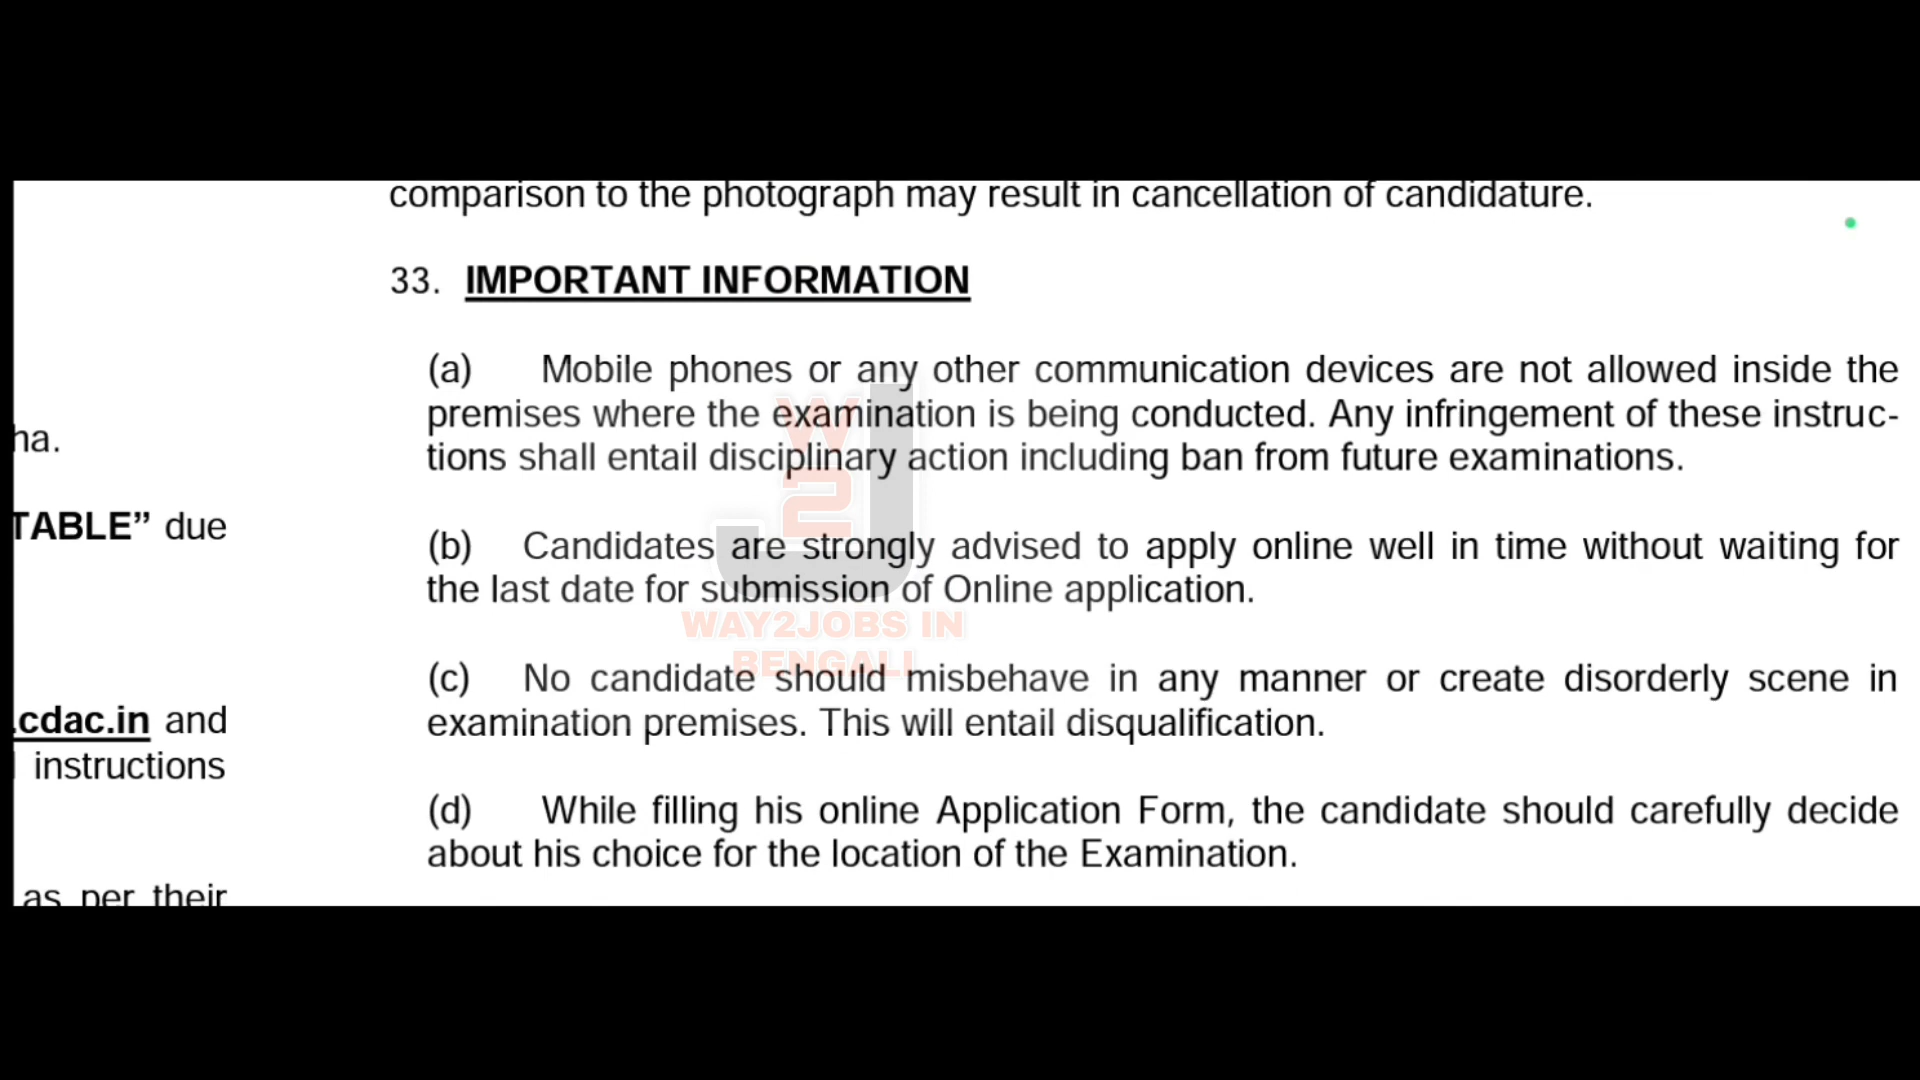 ha.
TABLE” due
.cdac.in and
instructions
as per their
comparison to the photograph may result in cancellation of candidature.
33. IMPORTANT INFORMATION
(a) Mobile phones or any other communication devices are not allowed inside the
premises where the examination is being conducted. Any infringement of these instruc-
tions shall entail disciplinary action including ban from future examinations.
(b) Candidates are strongly advised to apply online well in time without waiting for
the last date for submission of Online application.
(c) No candidate should misbehave in any manner or create disorderly scene in
examination premises. This will entail disqualification.
(d) While filling his online Application Form, the candidate should carefully decide
about his choice for the location of the Examination.
W
2
J
WAY2JOBS IN
BENGALI